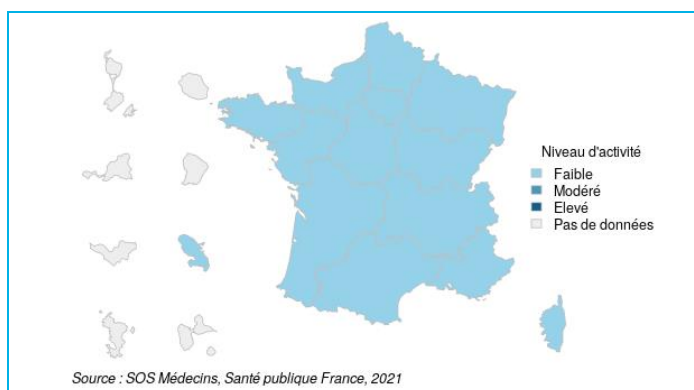 Niveau d'activité
Faible
Modéré
Elevé
Pas de données
Source : SOS Médecins, Santé publique France, 2021